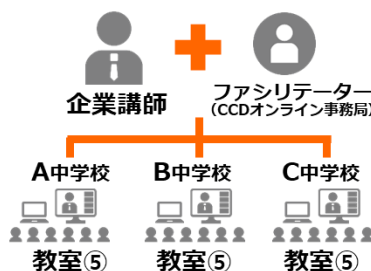 企業講師
ファシリテーター
(CCDオンライン事務局)
A中学校 B中学校 C中学校
教室⑤ 教室⑤ 教室⑤